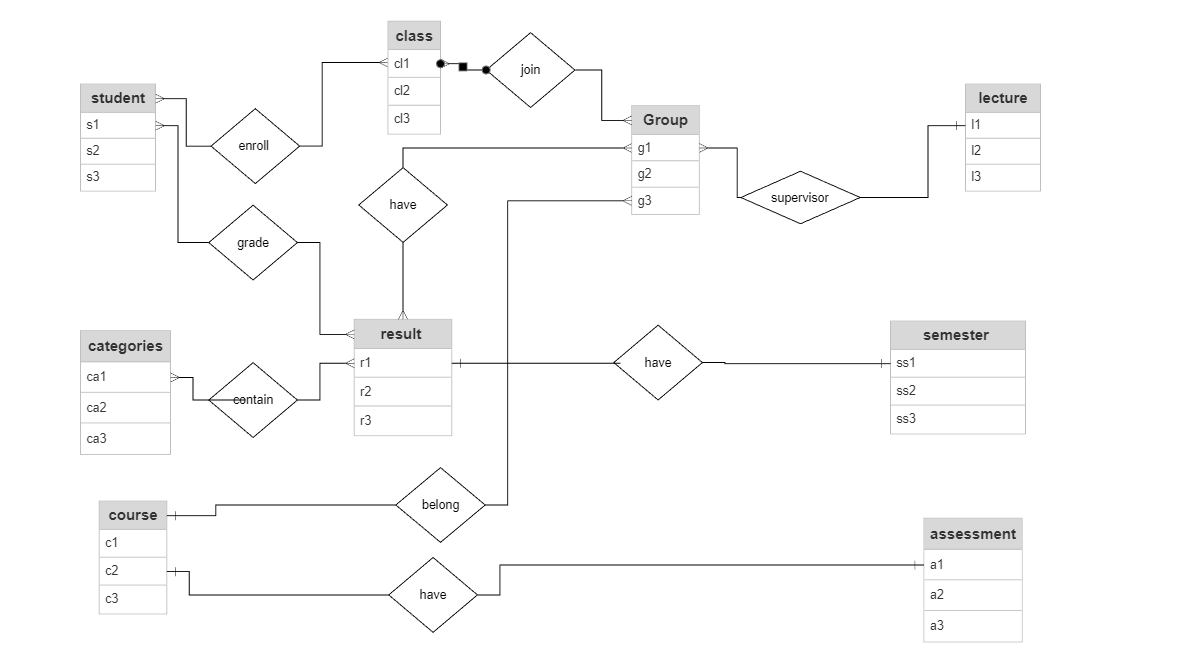 class
cl1
cl2
cl3
join
student
s1
s2
s3
enroll
Group
g1
g2
g3
lecture
l1
l2
l3
have
supervisor
grade
categories
ca1
ca2
ca3
contain
result
r1
r2
r3
have
semester
ss1
ss2
ss3
belong
course
c1
c2
c3
have
assessment
a1
a2
a3